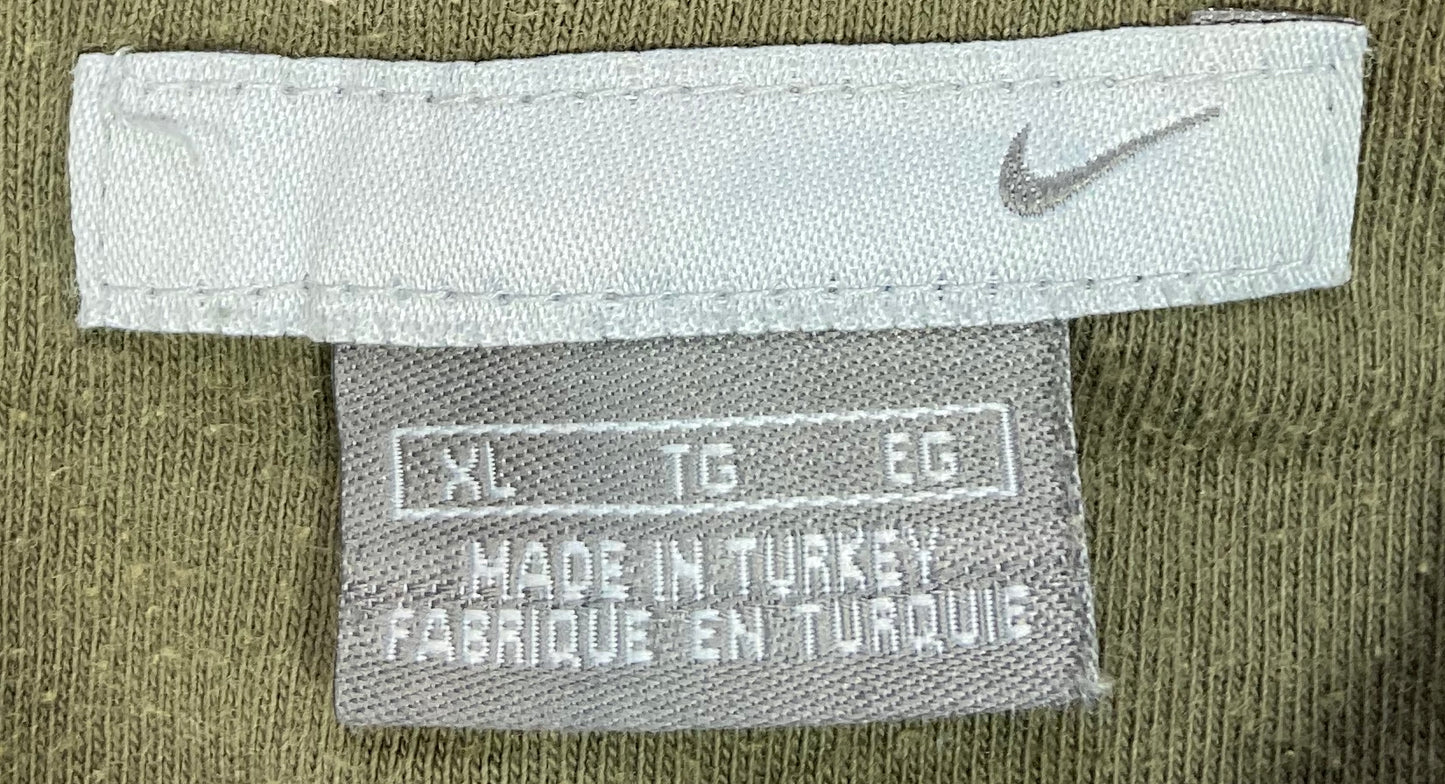 XL TG EG
MADE IN TURKEY
FABRIQUE EN TURQUIE